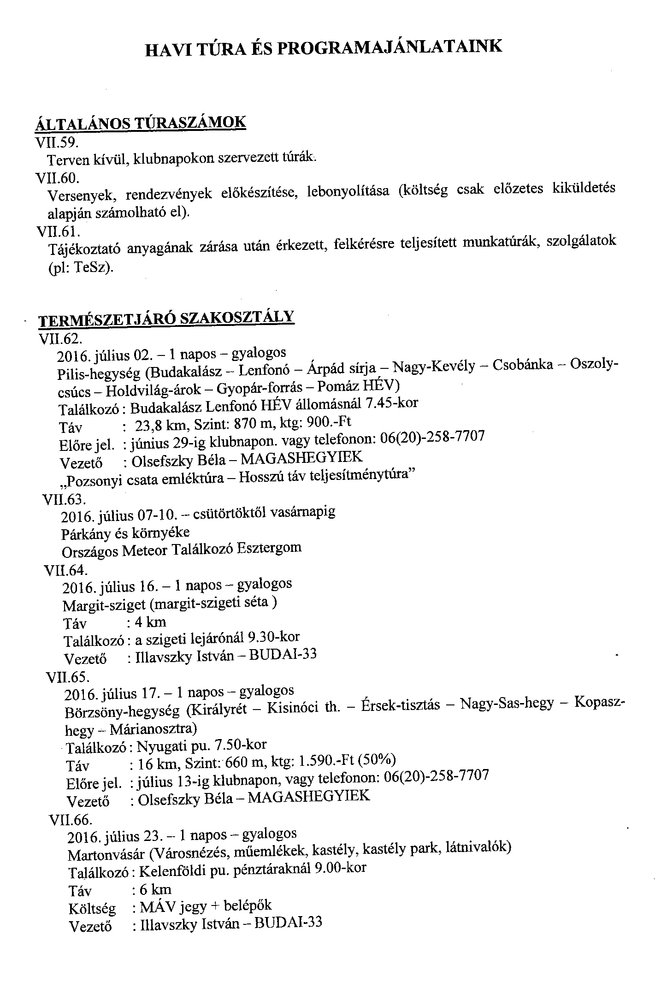 HAVI TÚRA ÉS PROGRAMAJÁNLATAINK
ÁLTALÁNOS TÚRASZÁMOK
VII.59.
Terven kívül, klubnapokon szervezett túrák.
VII.60.
Versenyek, rendezvények előkészítése, lebonyolítása (költség csak előzetes kiküldetés
alapján számolható el).
VII.61.
Tájékoztató anyagának zárása után érkezett, felkérésre teljesített munkatúrák, szolgálatok
(pl: TeSz).
TERMÉSZETJÁRÓ SZAKOSZTÁLY
VII.62.
2016. július 02. – 1 napos – gyalogos
Pilis-hegység (Budakalász – Lenfonó – Árpád sírja – Nagy-Kevély – Csobánka – Oszoly-
csúcs – Holdvilág-árok – Gyopár-forrás – Pomáz HÉV)
Találkozó : Budakalász Lenfonó HÉV állomásnál 7.45-kor
Táv : 23,8 km, Szint: 870 m, ktg: 900.-Ft
Előre jel. : június 29-ig klubnapon. vagy telefonon: 06(20)-258-7707
Vezető : Olsefszky Béla – MAGASHEGYIEK
„Pozsonyi csata emléktúra – Hosszú táv teljesítménytúra”
VII.63.
2016. július 07-10. – csütörtöktől vasárnapig
Párkány és környéke
Országos Meteor Találkozó Esztergom
VII.64.
2016. július 16. – 1 napos – gyalogos
Margit-sziget (margit-szigeti séta )
Táv : 4 km
Találkozó : a szigeti lejárónál 9.30-kor
Vezető : Illavszky István – BUDAI-33
VII.65.
2016. július 17. – 1 napos – gyalogos
Börzsöny-hegység (Királyrét – Kisinóci th. – Érsek-tisztás – Nagy-Sas-hegy – Kopasz-
hegy – Márianosztra)
Találkozó : Nyugati pu. 7.50-kor
Táv : 16 km, Szint: 660 m, ktg: 1.590.-Ft (50%)
Előre jel. : július 13-ig klubnapon, vagy telefonon: 06(20)-258-7707
Vezető : Olsefszky Béla – MAGASHEGYIEK
VII.66.
2016. július 23. – 1 napos – gyalogos
Martonvásár (Városnézés, műemlékek, kastély, kastély park, látnivalók)
Találkozó : Kelenföldi pu. pénztáraknál 9.00-kor
Táv : 6 km
Költség : MÁV jegy + belépők
Vezető : Illavszky István – BUDAI-33